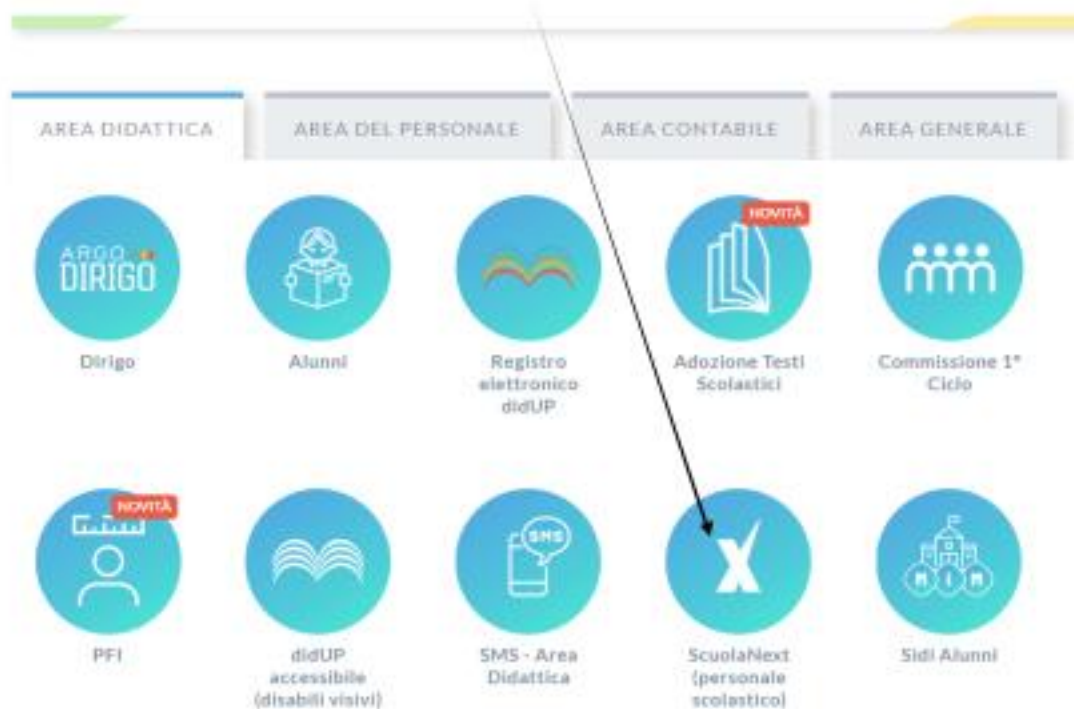 AREA DIDATTICA
AREA DEL PERSONALE
AREA CONTABILE
AREA GENERALE
ARGO
DIRIGO
NOVITÀ
Dirigo
Alunni
Registro
elettronico
didUP
Adozione Testi
Scolastici
Commissione 1°
Ciclo
NOVITÀ
SMS
MIM
PFI
didUP
accessibile
(disabili visivi)
SMS - Area
Didattica
ScuolaNext
(personale
scolastico)
Sidi Alunni